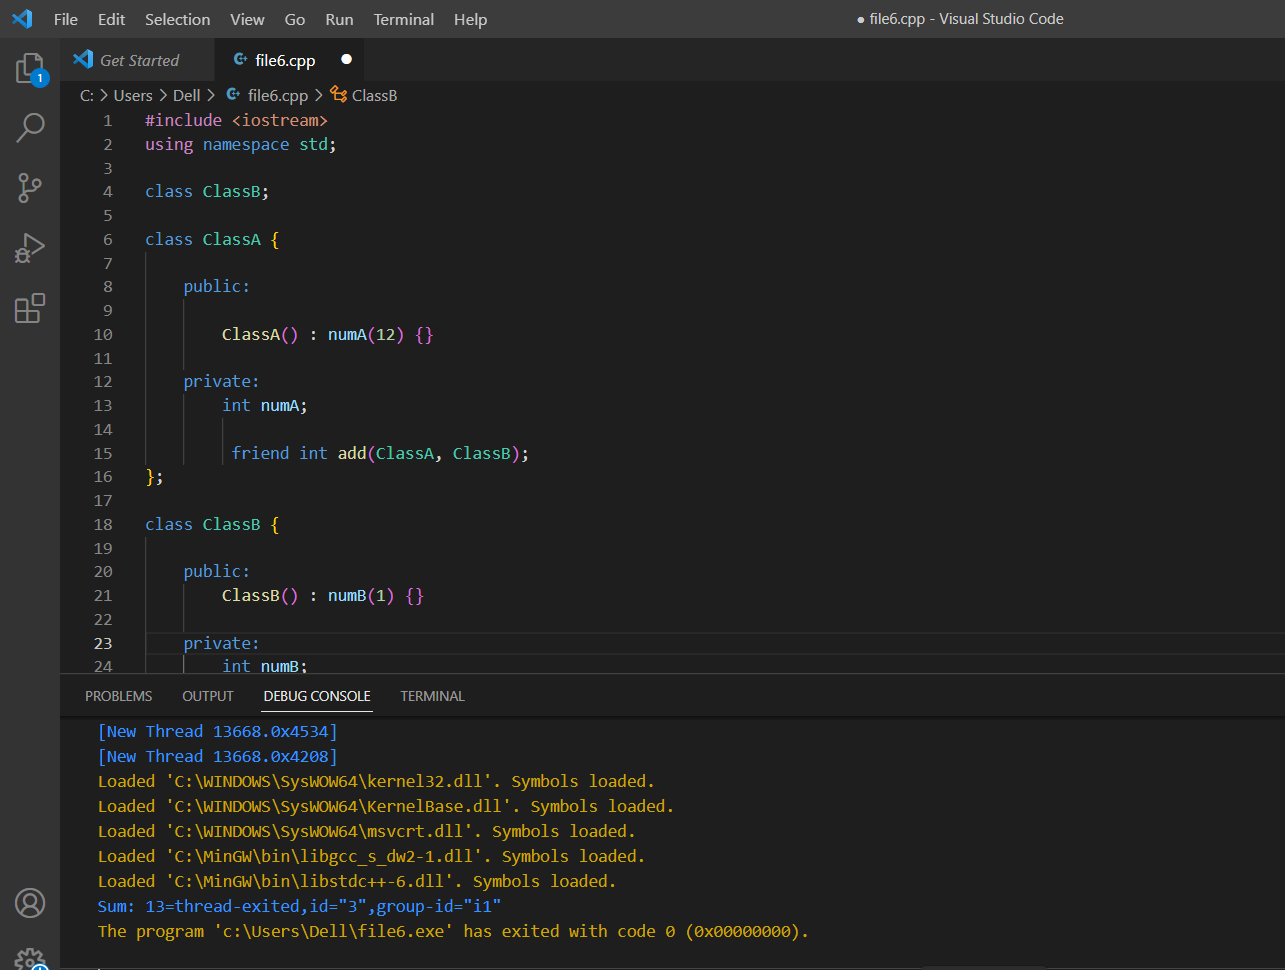 File Edit Selection View Go Run Terminal Help ● file6.cpp - Visual Studio Code
Get Started file6.cpp ●
1
C: > Users > Dell > file6.cpp > ClassB
1 #include <iostream>
2 using namespace std;
3
4 class ClassB;
5
6 class ClassA {
7
8 public:
9
10 ClassA() : numA(12) {}
11
12 private:
13 int numA;
14
15 friend int add(ClassA, ClassB);
16 };
17
18 class ClassB {
19
20 public:
21 ClassB() : numB(1) {}
22
23 private:
24 int numB;
PROBLEMS OUTPUT DEBUG CONSOLE TERMINAL
[New Thread 13668.0x4534]
[New Thread 13668.0x4208]
Loaded 'C:\WINDOWS\SysWOW64\kernel32.dll'. Symbols loaded.
Loaded 'C:\WINDOWS\SysWOW64\KernelBase.dll'. Symbols loaded.
Loaded 'C:\WINDOWS\SysWOW64\msvcrt.dll'. Symbols loaded.
Loaded 'C:\MinGW\bin\libgcc_s_dw2-1.dll'. Symbols loaded.
Loaded 'C:\MinGW\bin\libstdc++-6.dll'. Symbols loaded.
Sum: 13=thread-exited,id="3",group-id="i1"
The program 'c:\Users\Dell\file6.exe' has exited with code 0 (0x00000000).